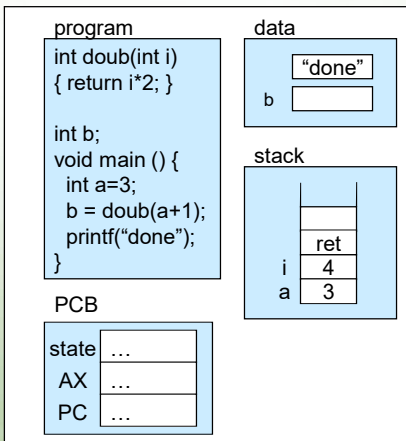 program
int doub(int i)
{ return i*2; }
int b;
void main () {
int a=3;
b = doub(a+1);
printf(“done”);
}
data
“done”
b
stack
ret
i 4
a 3
PCB
state …
AX …
PC …